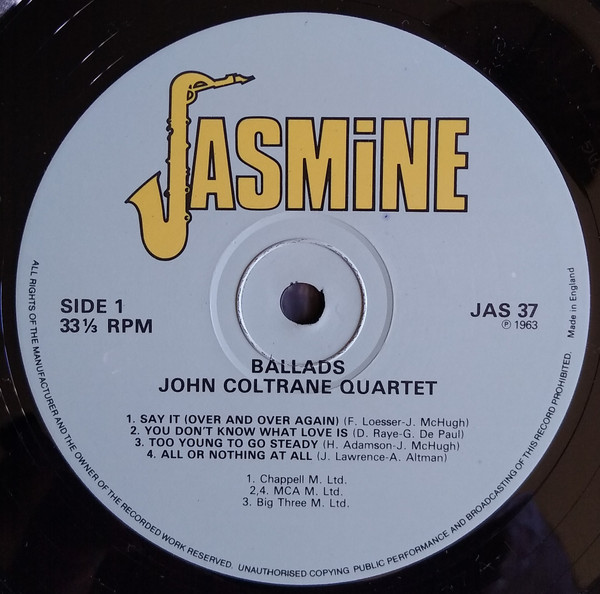 JASMiNE
SIDE 1
33⅓ RPM
JAS 37
℗ 1963
Made in England
BALLADS
JOHN COLTRANE QUARTET
1. SAY IT (OVER AND OVER AGAIN) (F. Loesser-J. McHugh)
2. YOU DON'T KNOW WHAT LOVE IS (D. Raye-G. De Paul)
3. TOO YOUNG TO GO STEADY (H. Adamson-J. McHugh)
4. ALL OR NOTHING AT ALL (J. Lawrence-A. Altman)
1. Chappell M. Ltd.
2,4. MCA M. Ltd.
3. Big Three M. Ltd.
ALL RIGHTS OF THE MANUFACTURER AND THE OWNER OF THE RECORDED WORK RESERVED. UNAUTHORISED COPYING PUBLIC PERFORMANCE AND BROADCASTING OF THIS RECORD PROHIBITED.